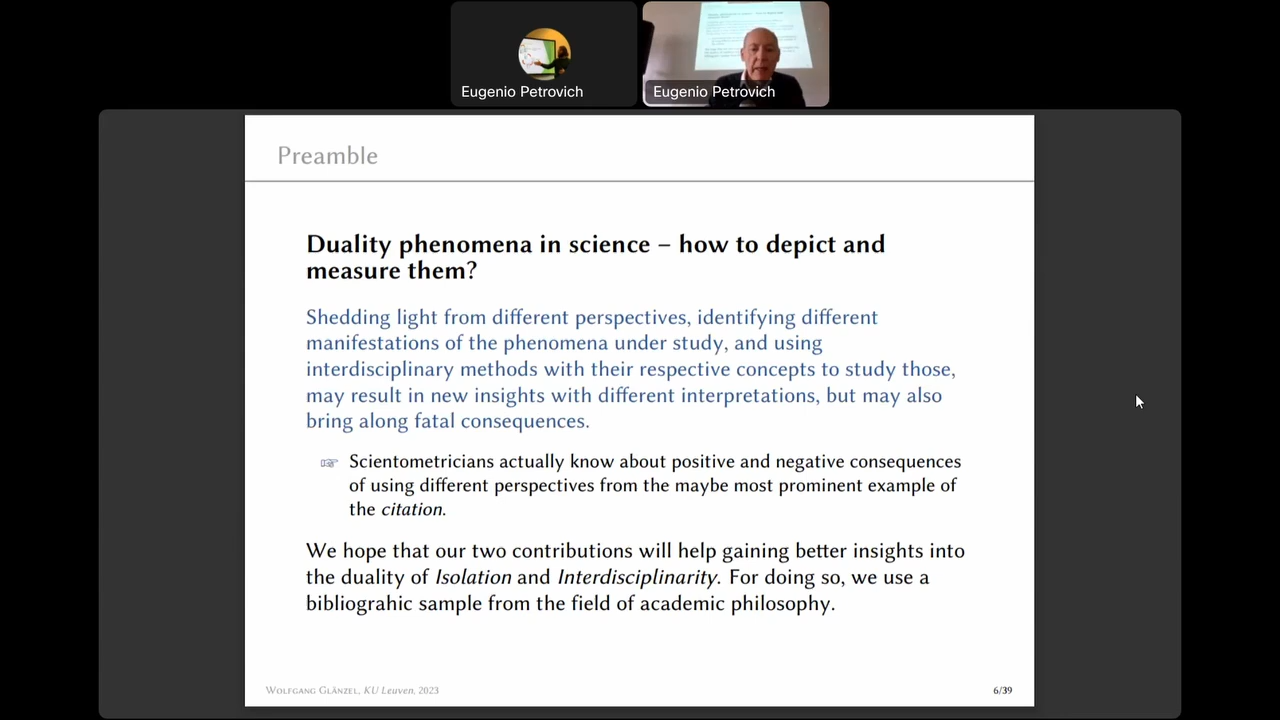 Eugenio Petrovich
Eugenio Petrovich
Preamble
Duality phenomena in science – how to depict and
measure them?
Shedding light from different perspectives, identifying different
manifestations of the phenomena under study, and using
interdisciplinary methods with their respective concepts to study those,
may result in new insights with different interpretations, but may also
bring along fatal consequences.
☞ Scientometricians actually know about positive and negative consequences
of using different perspectives from the maybe most prominent example of
the citation.
We hope that our two contributions will help gaining better insights into
the duality of Isolation and Interdisciplinarity. For doing so, we use a
bibliograhic sample from the field of academic philosophy.
Wolfgang Glänzel, KU Leuven, 2023
6/39